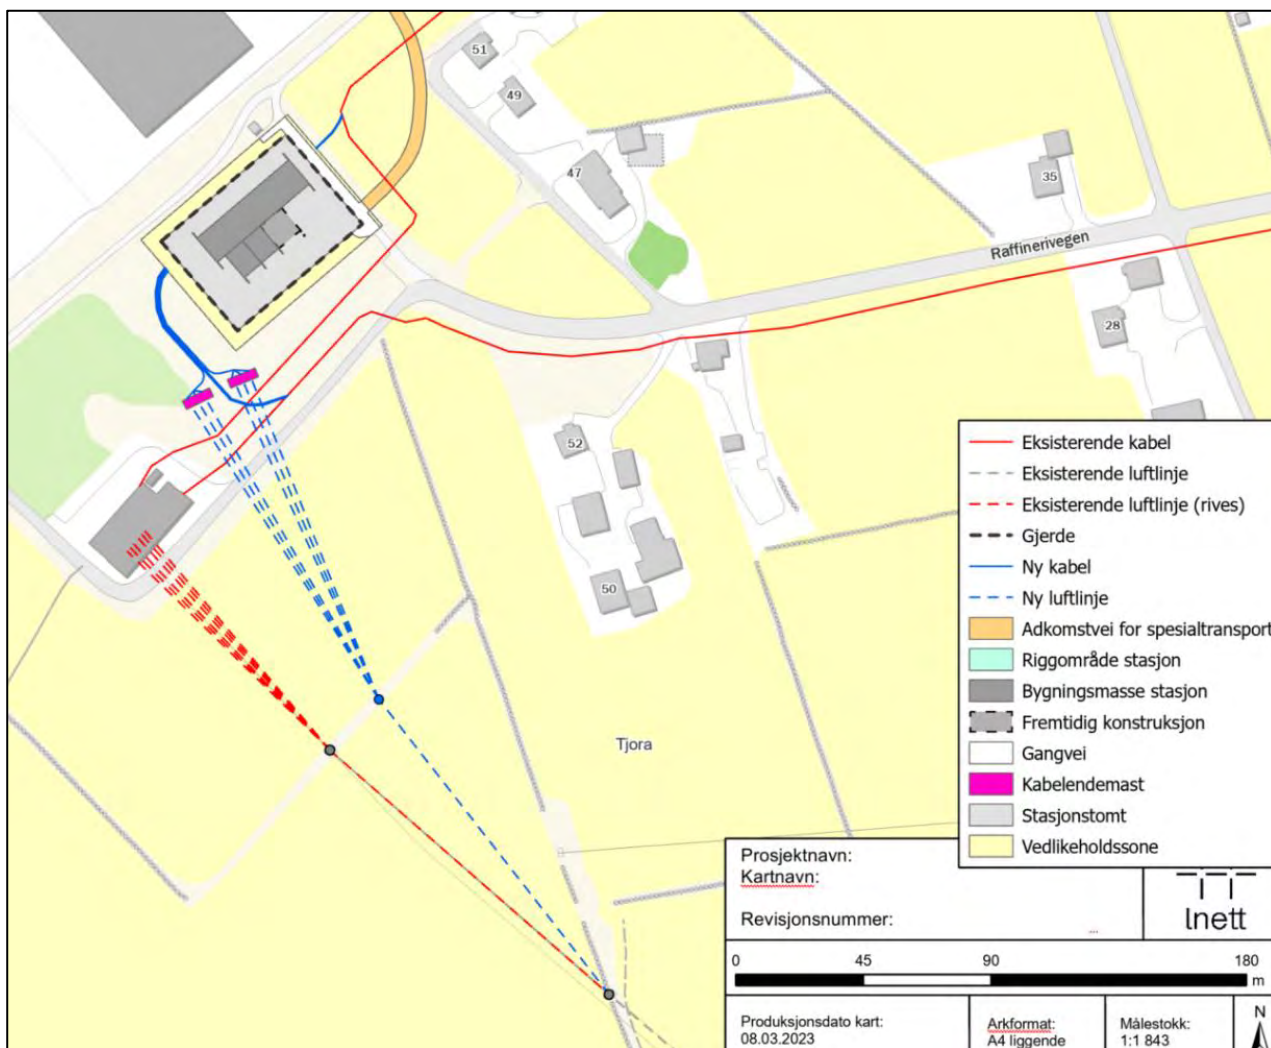 51
49
47
35
Raffinerivegen
28
52
50
Tjora
Eksisterende kabel
Eksisterende luftlinje
Eksisterende luftlinje (rives)
Gjerde
Ny kabel
Ny luftlinje
Adkomstvei for spesialtransport
Riggområde stasjon
Bygningsmasse stasjon
Fremtidig konstruksjon
Gangvei
Kabelendemast
Stasjonstomt
Vedlikeholdssone
Prosjektnavn:
Kartnavn:
Revisjonsnummer:
...
lnett
0 45 90 180
m
Produksjonsdato kart:
08.03.2023
Arkformat:
A4 liggende
Målestokk:
1:1 843
N